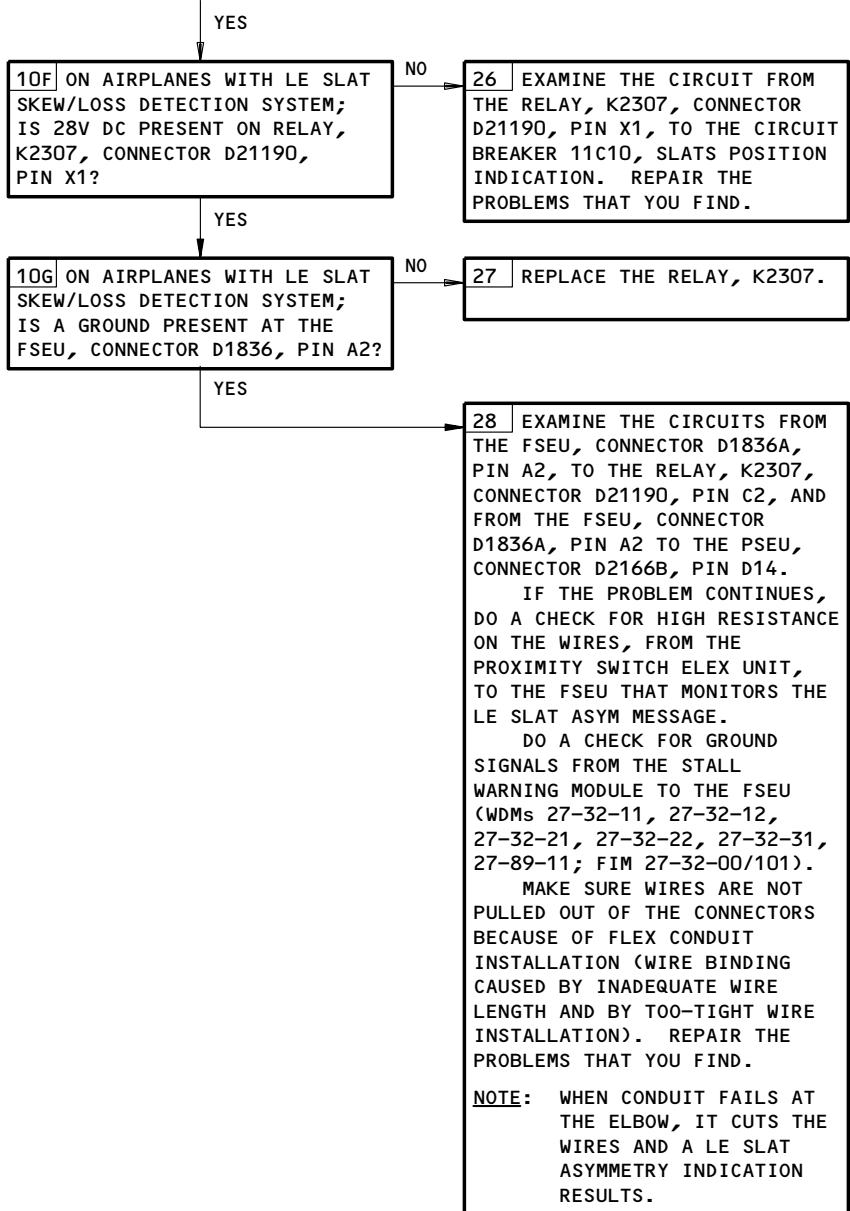 YES
10F ON AIRPLANES WITH LE SLAT
SKEW/LOSS DETECTION SYSTEM;
IS 28V DC PRESENT ON RELAY,
K2307, CONNECTOR D21190,
PIN X1?
NO
26 EXAMINE THE CIRCUIT FROM
THE RELAY, K2307, CONNECTOR
D21190, PIN X1, TO THE CIRCUIT
BREAKER 11C10, SLATS POSITION
INDICATION. REPAIR THE
PROBLEMS THAT YOU FIND.
YES
10G ON AIRPLANES WITH LE SLAT
SKEW/LOSS DETECTION SYSTEM;
IS A GROUND PRESENT AT THE
FSEU, CONNECTOR D1836, PIN A2?
NO
27 REPLACE THE RELAY, K2307.
YES
28 EXAMINE THE CIRCUITS FROM
THE FSEU, CONNECTOR D1836A,
PIN A2, TO THE RELAY, K2307,
CONNECTOR D21190, PIN C2, AND
FROM THE FSEU, CONNECTOR
D1836A, PIN A2 TO THE PSEU,
CONNECTOR D2166B, PIN D14.
IF THE PROBLEM CONTINUES,
DO A CHECK FOR HIGH RESISTANCE
ON THE WIRES, FROM THE
PROXIMITY SWITCH ELEX UNIT,
TO THE FSEU THAT MONITORS THE
LE SLAT ASYM MESSAGE.
DO A CHECK FOR GROUND
SIGNALS FROM THE STALL
WARNING MODULE TO THE FSEU
(WDMs 27-32-11, 27-32-12,
27-32-21, 27-32-22, 27-32-31,
27-89-11; FIM 27-32-00/101).
MAKE SURE WIRES ARE NOT
PULLED OUT OF THE CONNECTORS
BECAUSE OF FLEX CONDUIT
INSTALLATION (WIRE BINDING
CAUSED BY INADEQUATE WIRE
LENGTH AND BY TOO-TIGHT WIRE
INSTALLATION). REPAIR THE
PROBLEMS THAT YOU FIND.
NOTE: WHEN CONDUIT FAILS AT
THE ELBOW, IT CUTS THE
WIRES AND A LE SLAT
ASYMMETRY INDICATION
RESULTS.